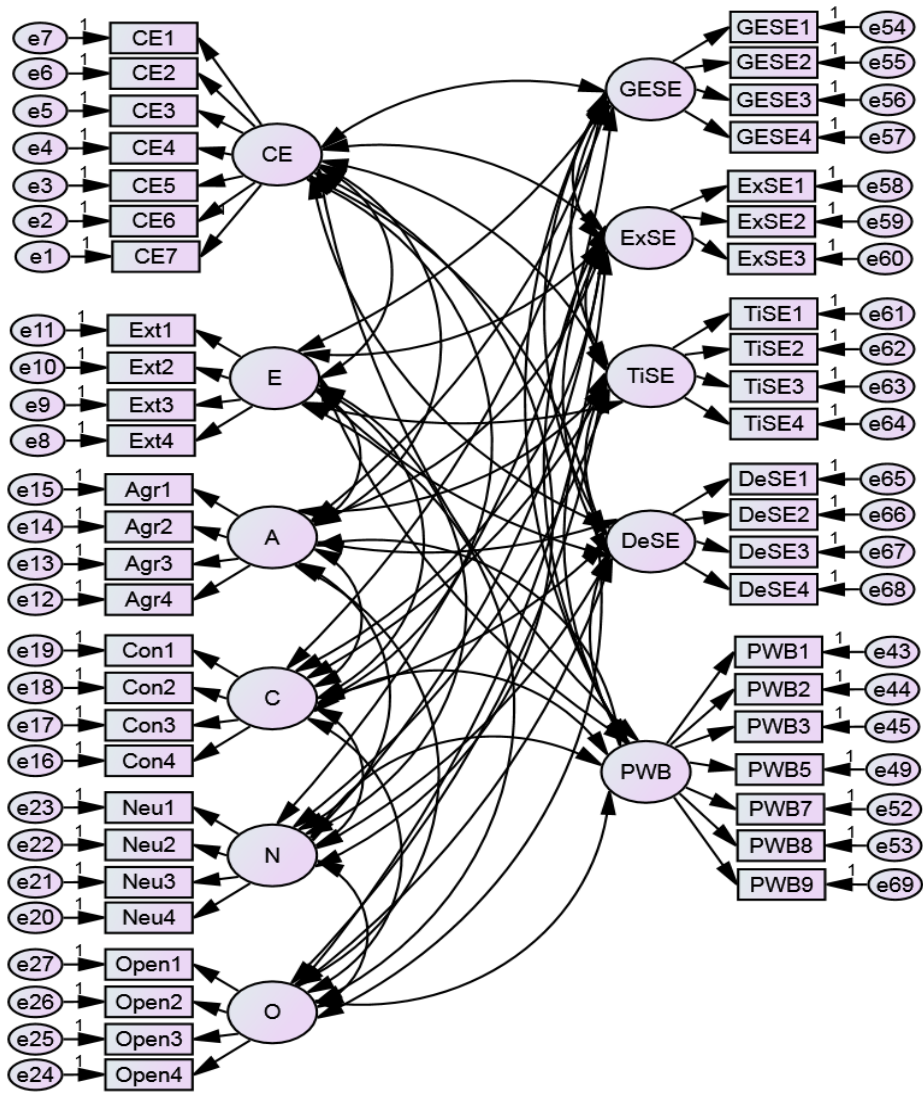 e7 1 CE1
e6 1 CE2
e5 1 CE3
e4 1 CE4
e3 1 CE5
e2 1 CE6
e1 1 CE7
CE
1
e11 1 Ext1
e10 Ext2
e9 1 Ext3
e8 1 Ext4
E
e15 1 Agr1
e14 1 Agr2
e13 1 Agr3
e12 1 Agr4
A
e19 1 Con1
e18 1 Con2
e17 1 Con3
e16 1 Con4
C
e23 1 Neu1
e22 1 Neu2
e21 1 Neu3
e20 1 Neu4
N
e27 1 Open1
e26 1 Open2
e25 1 Open3
e24 1 Open4
O
GESE
GESE1 1 e54
GESE2 1 e55
GESE3 1 e56
GESE4 1 e57
ExSE
ExSE1 1 e58
ExSE2 1 e59
ExSE3 1 e60
TiSE
TiSE1 1 e61
TiSE2 1 e62
TiSE3 1 e63
TiSE4 1 e64
DeSE
DeSE1 1 e65
DeSE2 1 e66
DeSE3 1 e67
DeSE4 1 e68
PWB
PWB1 1 e43
PWB2 1 e44
PWB3 1 e45
PWB5 1 e49
PWB7 1 e52
PWB8 1 e53
PWB9 1 e69